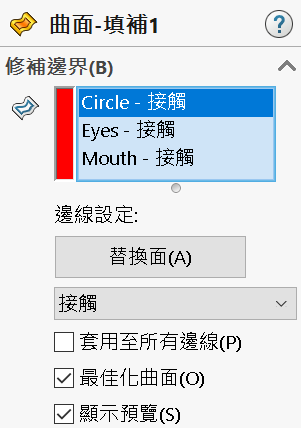 曲面-填補1
?
修補邊界(B)
Circle - 接觸
Eyes - 接觸
Mouth - 接觸
邊線設定:
替換面(A)
接觸
套用至所有邊線(P)
最佳化曲面(O)
顯示預覽(S)